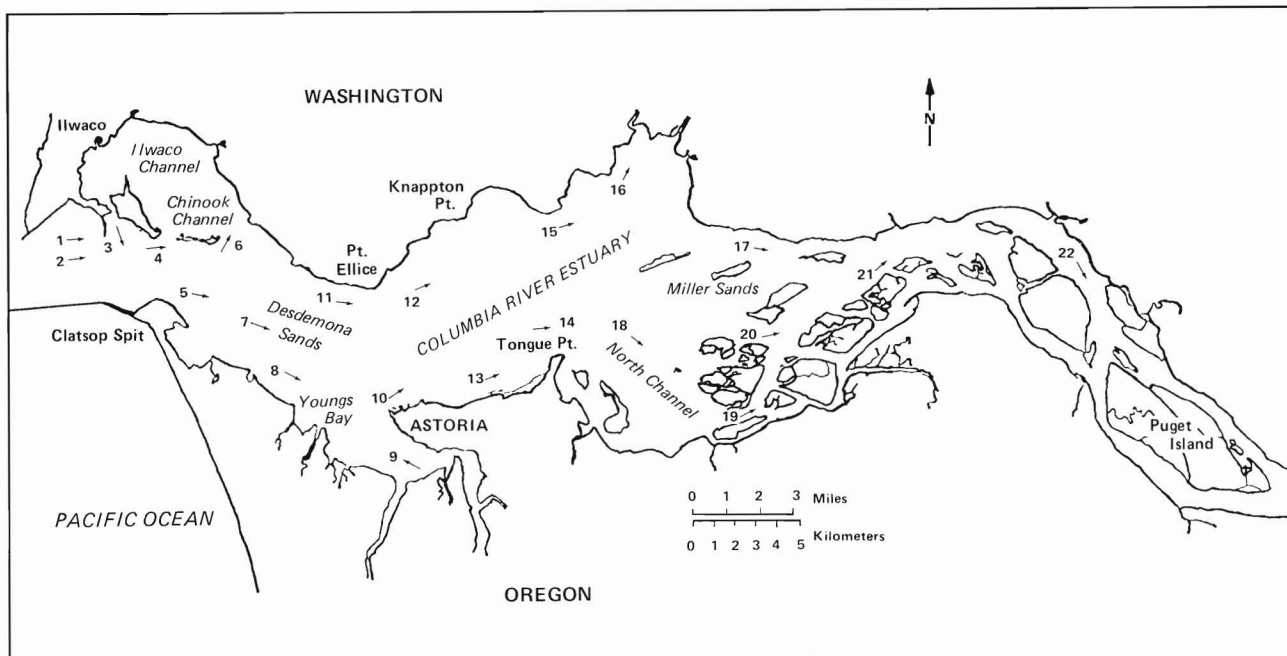 WASHINGTON
N
Ilwaco
Ilwaco
Channel
Chinook
Channel
Knappton
Pt.
16
15
1
2
3
4
6
17
22
Pt.
Ellice
COLUMBIA RIVER ESTUARY
21
5
11
12
Miller Sands
7
Desdemona
Sands
14
18
20
Clatsop Spit
Tongue Pt.
North Channel
8
13
Youngs
Bay
10
ASTORIA
19
Puget
Island
9
0 1 2 3 Miles
0 1 2 3 4 5 Kilometers
PACIFIC OCEAN
OREGON